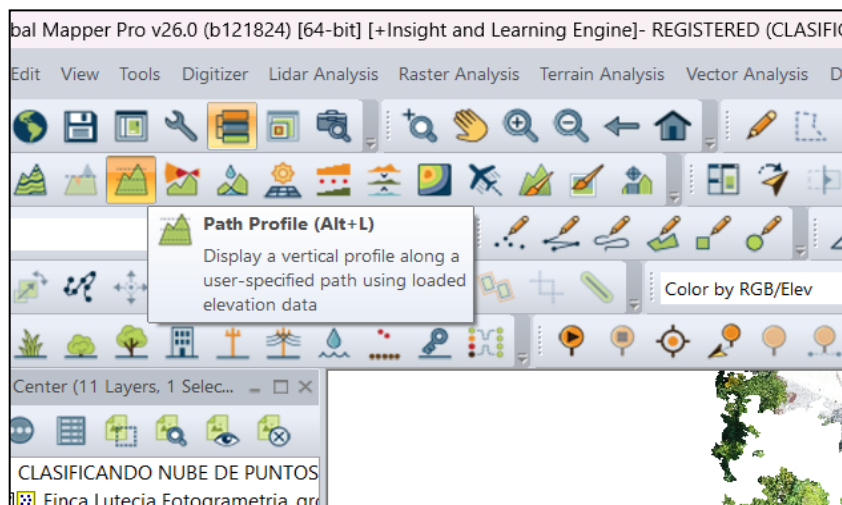 bal Mapper Pro v26.0 (b121824) [64-bit] [+Insight and Learning Engine]- REGISTERED (CLASIFI
Edit View Tools Digitizer Lidar Analysis Raster Analysis Terrain Analysis Vector Analysis D
Path Profile (Alt+L)
Display a vertical profile along a
user-specified path using loaded
elevation data
Color by RGB/Elev
Center (11 Layers, 1 Selec...
CLASIFICANDO NUBE DE PUNTOS
Finca Lutecia Fotogrametria gr